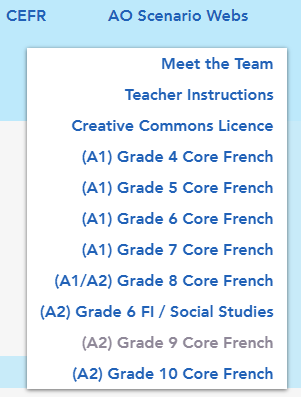 CEFR AO Scenario Webs
Meet the Team
Teacher Instructions
Creative Commons Licence
(A1) Grade 4 Core French
(A1) Grade 5 Core French
(A1) Grade 6 Core French
(A1) Grade 7 Core French
(A1/A2) Grade 8 Core French
(A2) Grade 6 FI / Social Studies
(A2) Grade 9 Core French
(A2) Grade 10 Core French